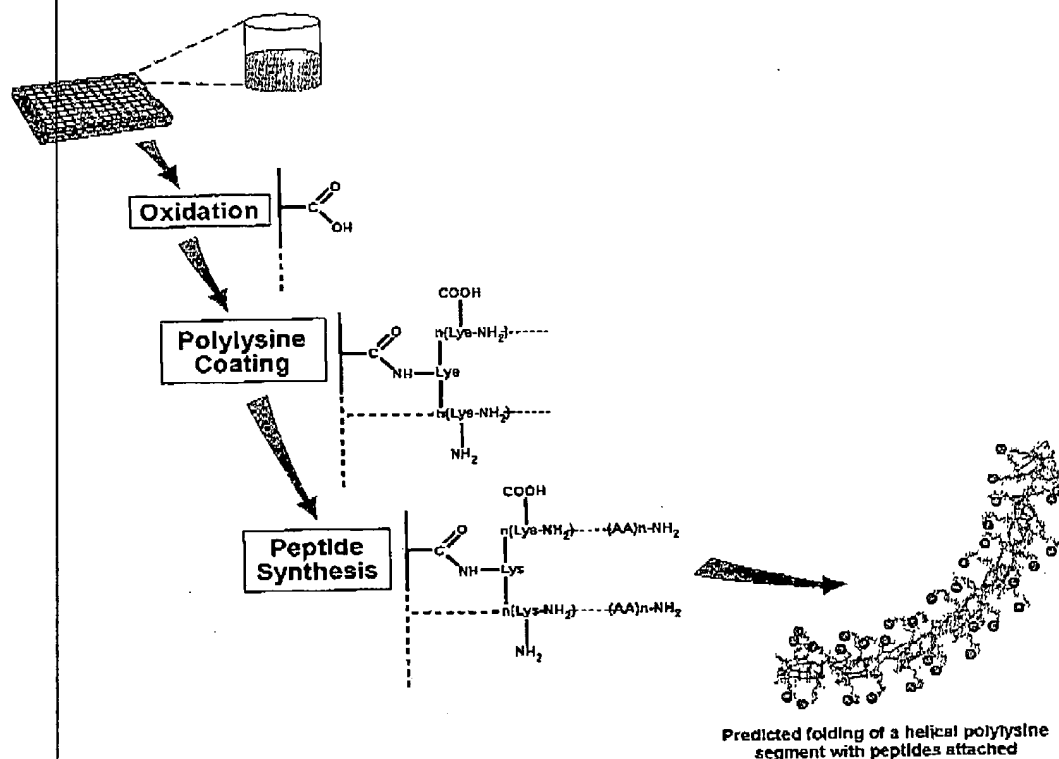 Oxidation
C
O
OH
Polylysine
Coating
COOH
n(Lys-NH2)
O
C
NH
Lys
n(Lys-NH2)
NH2
Peptide
Synthesis
COOH
n(Lys-NH2) (AA)n-NH2
O
C
NH
Lys
n(Lys-NH2) (AA)n-NH2
NH2
Predicted folding of a helical polylysine
segment with peptides attached